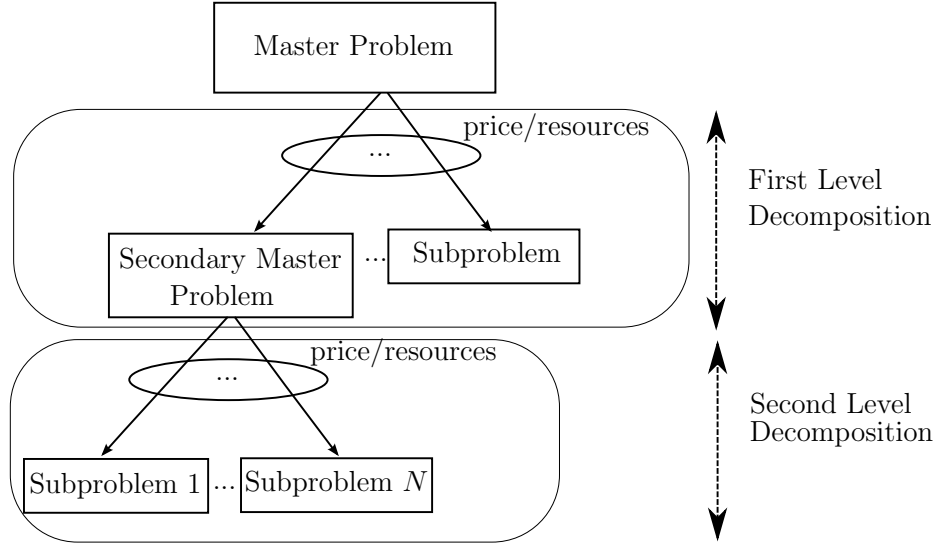 Master Problem
price/resources
...
First Level
Decomposition
Secondary Master
Problem
...
Subproblem
price/resources
...
Second Level
Decomposition
Subproblem 1
...
Subproblem N